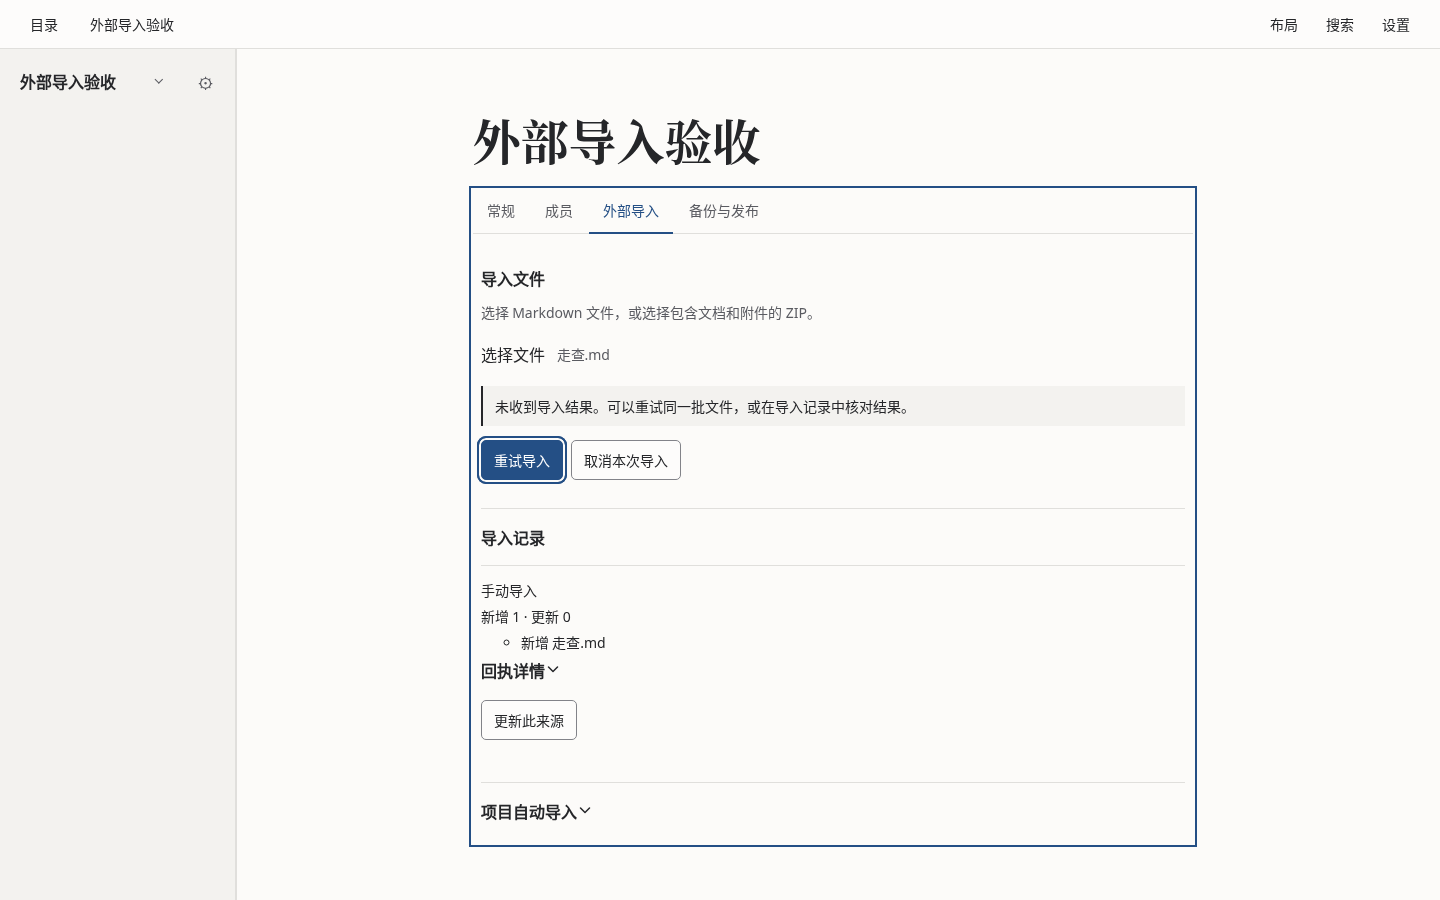 目录 外部导入验收 布局 搜索 设置
外部导入验收
外部导入验收
常规 成员 外部导入 备份与发布
导入文件
选择 Markdown 文件，或选择包含文档和附件的 ZIP。
选择文件 走查.md
未收到导入结果。可以重试同一批文件，或在导入记录中核对结果。
重试导入 取消本次导入
导入记录
手动导入
新增 1 · 更新 0
新增 走查.md
回执详情
更新此来源
项目自动导入